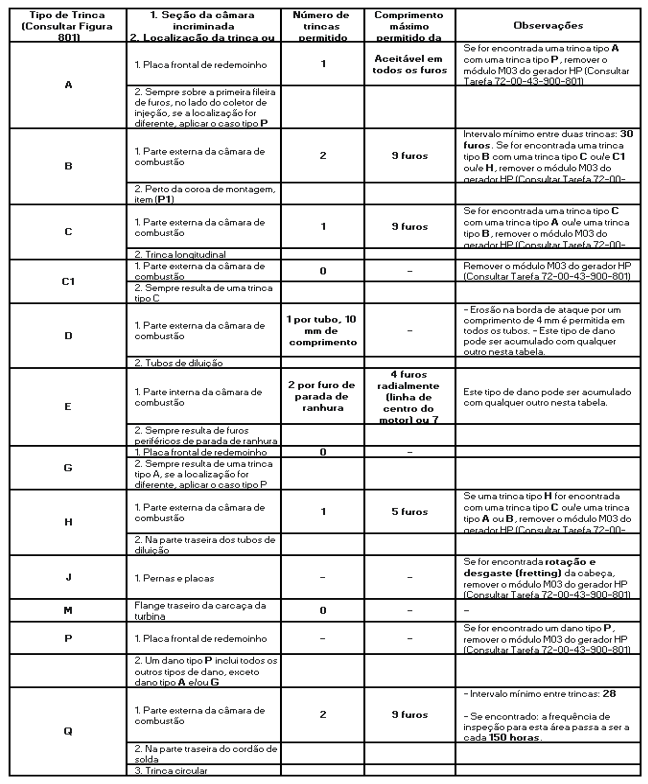 Tipo de Trinca
(Consultar Figura
801)
1. Seção da câmara
incriminada
2. Localização da trinca ou
Número de
trincas
permitido
Comprimento
máximo
permitido da
Observações
A
1. Placa frontal de redemoinho
1
Aceitável em
todos os furos
Se for encontrada uma trinca tipo A
com uma trinca tipo P, remover o
módulo M03 do gerador HP (Consultar
Tarefa 72-00-43-900-801)
2. Sempre sobre a primeira fileira
de furos, no lado do coletor de
injeção, se a localização for
diferente, aplicar o caso tipo P
B
1. Parte externa da câmara de
combustão
2
9 furos
Intervalo mínimo entre duas trincas: 30
furos. Se for encontrada uma trinca
tipo B com uma trinca tipo C ou/e C1
ou/e H, remover o módulo M03 do
gerador HP (Consultar Tarefa 72-00-
2. Perto da coroa de montagem,
item (P1)
C
1. Parte externa da câmara de
combustão
1
9 furos
Se for encontrada uma trinca tipo C
com uma trinca tipo A ou/e uma trinca
tipo B, remover o módulo M03 do
gerador HP (Consultar Tarefa 72-00-
2. Trinca longitudinal
C1
1. Parte externa da câmara de
combustão
0
-
Remover o módulo M03 do gerador HP
(Consultar Tarefa 72-00-43-900-801)
2. Sempre resulta de uma trinca
tipo C
D
1. Parte externa da câmara de
combustão
1 por tubo, 10
mm de
comprimento
-
- Erosão na borda de ataque por um
comprimento de 4 mm é permitida em
todos os tubos. - Este tipo de dano
pode ser acumulado com qualquer
outro nesta tabela.
2. Tubos de diluição
E
1. Parte interna da câmara de
combustão
2 por furo de
parada de
ranhura
4 furos
radialmente
(linha de
centro do
motor) ou 7
Este tipo de dano pode ser acumulado
com qualquer outro nesta tabela.
2. Sempre resulta de furos
periféricos de parada de ranhura
G
1. Placa frontal de redemoinho
0
-
2. Sempre resulta de uma trinca
tipo A, se a localização for
diferente, aplicar o caso tipo P
H
1. Parte externa da câmara de
combustão
1
5 furos
Se uma trinca tipo H for encontrada
com uma trinca tipo C ou/e uma trinca
tipo A ou B, remover o módulo M03 do
gerador HP (Consultar Tarefa 72-00-
2. Na parte traseira dos tubos de
diluição
J
1. Pernas e placas
-
-
Se for encontrada rotação e
desgaste (fretting) da cabeça,
remover o módulo M03 do gerador HP
(Consultar Tarefa 72-00-43-900-801)
M
Flange traseiro da carcaça da
turbina
0
-
-
P
1. Placa frontal de redemoinho
-
-
Se for encontrado um dano tipo P,
remover o módulo M03 do gerador HP
(Consultar Tarefa 72-00-43-900-801)
2. Um dano tipo P inclui todos os
outros tipos de dano, exceto
dano tipo A e/ou G
Q
1. Parte externa da câmara de
combustão
2
9 furos
- Intervalo mínimo entre trincas: 28
- Se encontrado: a frequência de
inspeção para esta área passa a ser a
cada 150 horas.
2. Na parte traseira do cordão de
solda
3. Trinca circular